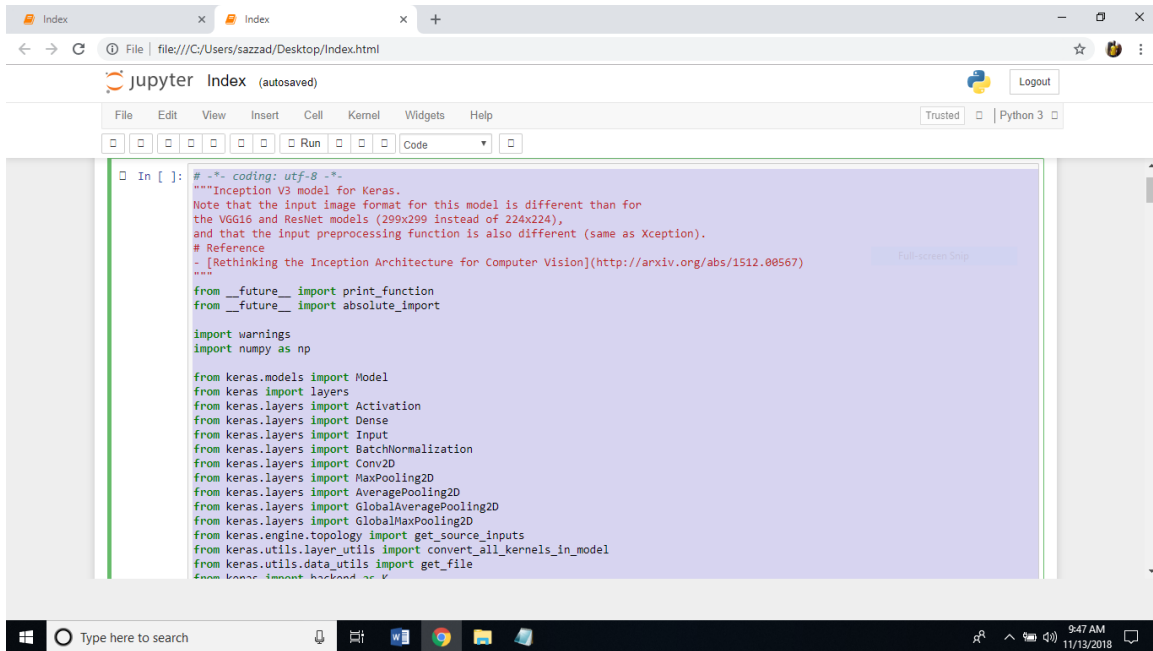 Index
Index
File | file:///C:/Users/sazzad/Desktop/Index.html
jupyter Index (autosaved)
Logout
File Edit View Insert Cell Kernel Widgets Help
Trusted
Python 3
Run
Code
In [ ]:
# -*- coding: utf-8 -*-
"""Inception V3 model for Keras.
Note that the input image format for this model is different than for
the VGG16 and ResNet models (299x299 instead of 224x224),
and that the input preprocessing function is also different (same as Xception).
# Reference
- [Rethinking the Inception Architecture for Computer Vision](http://arxiv.org/abs/1512.00567)
"""
Full-screen Snip
from __future__ import print_function
from __future__ import absolute_import
import warnings
import numpy as np
from keras.models import Model
from keras import layers
from keras.layers import Activation
from keras.layers import Dense
from keras.layers import Input
from keras.layers import BatchNormalization
from keras.layers import Conv2D
from keras.layers import MaxPooling2D
from keras.layers import AveragePooling2D
from keras.layers import GlobalAveragePooling2D
from keras.layers import GlobalMaxPooling2D
from keras.engine.topology import get_source_inputs
from keras.utils.layer_utils import convert_all_kernels_in_model
from keras.utils.data_utils import get_file
from keras import backend as K
Type here to search
9:47 AM
11/13/2018